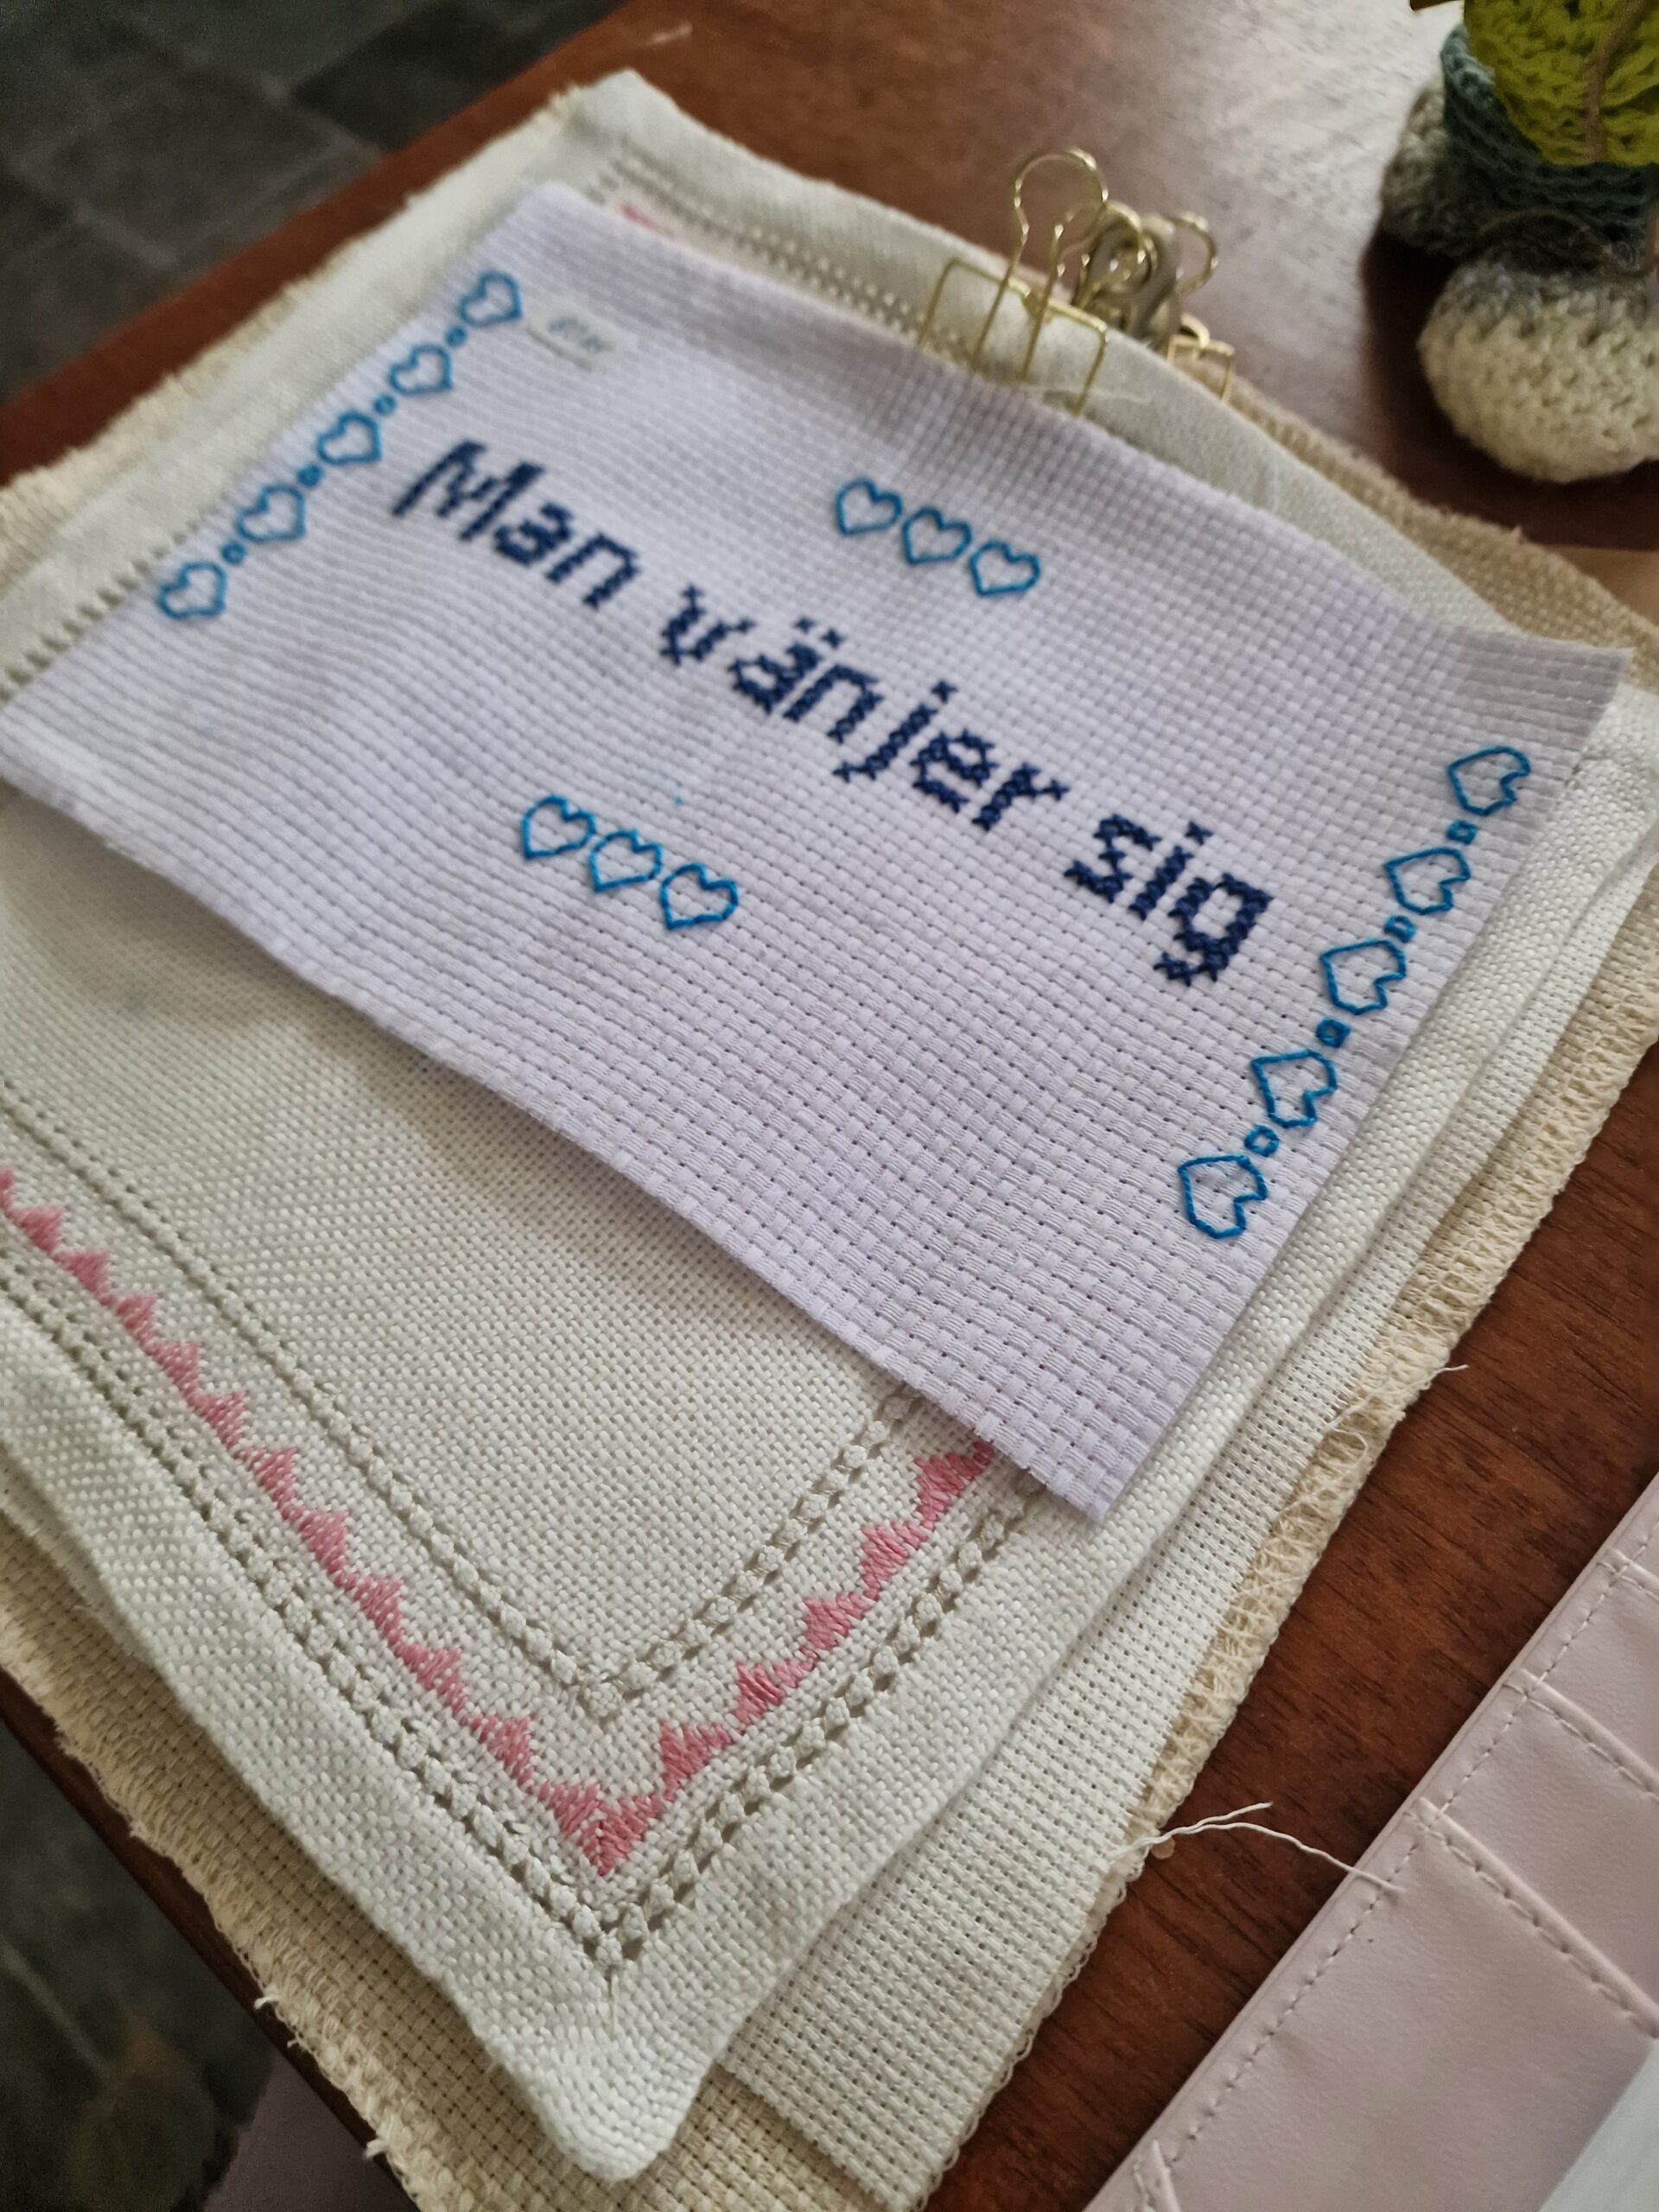 Man vänjer sig